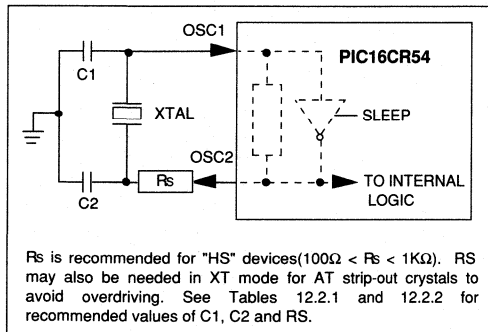 OSC1
PIC16CR54
C1
XTAL
SLEEP
OSC2
Rs
TO INTERNAL
LOGIC
C2
Rs is recommended for "HS" devices(100Ω < Rs < 1KΩ). RS
may also be needed in XT mode for AT strip-out crystals to
avoid overdriving. See Tables 12.2.1 and 12.2.2 for
recommended values of C1, C2 and RS.